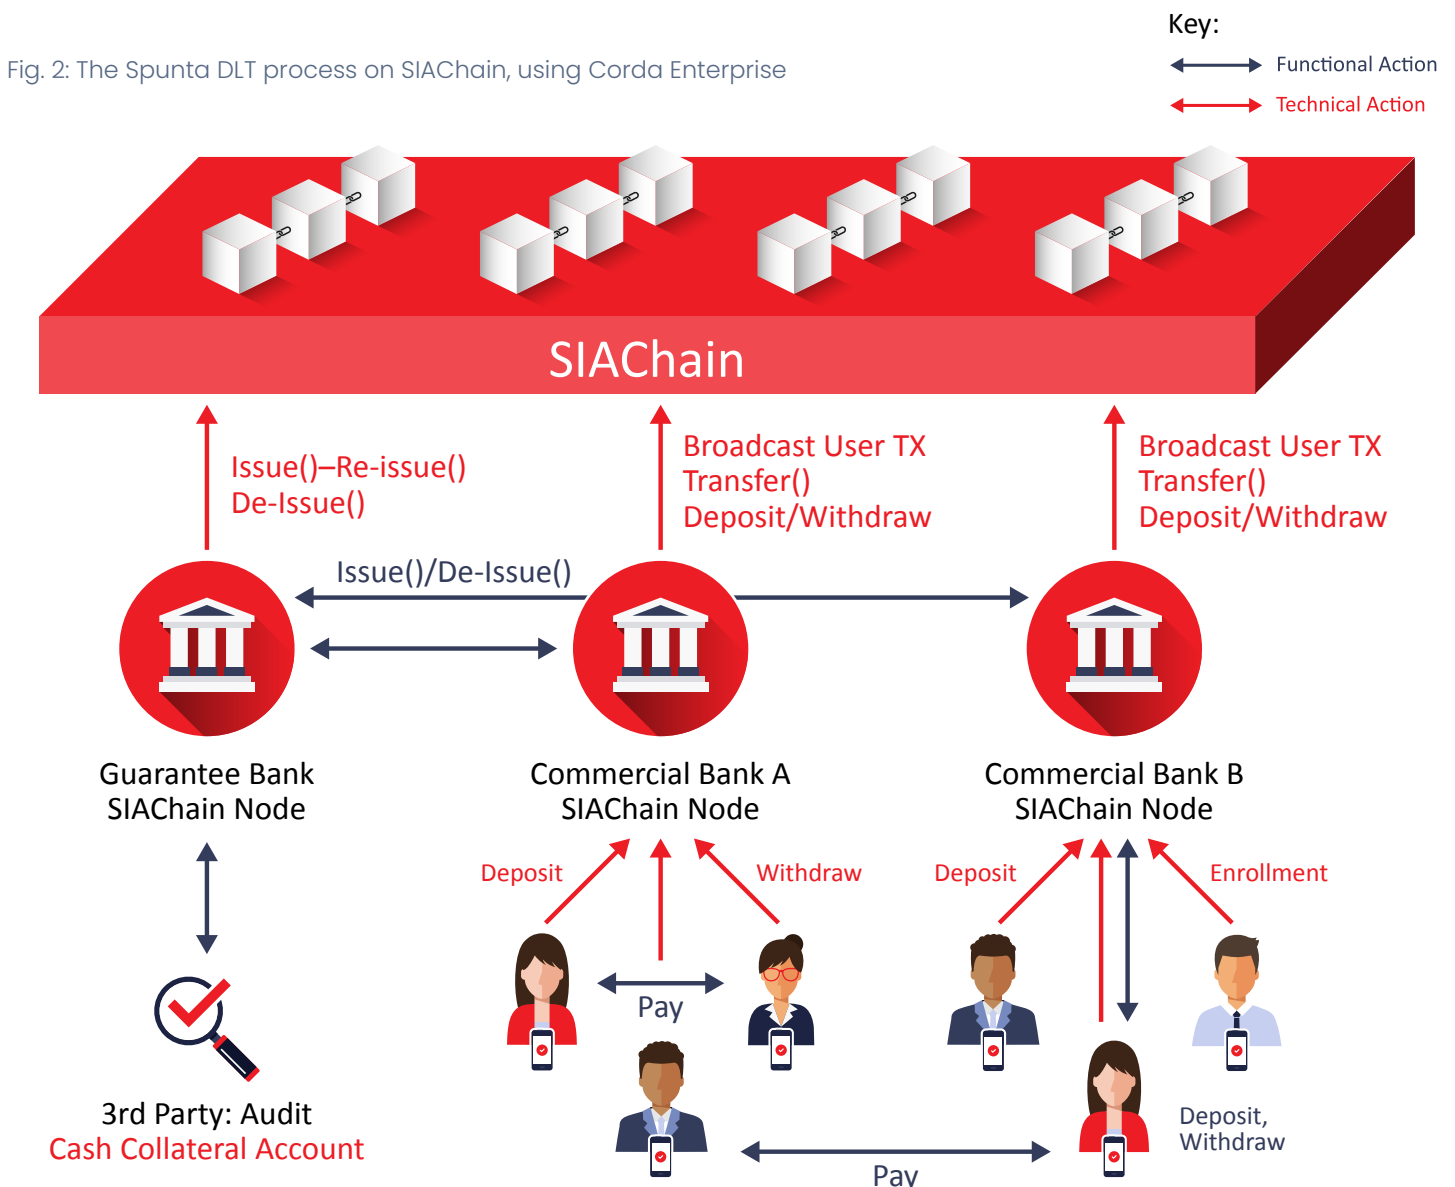 Key:
Functional Action
Technical Action
Fig. 2: The Spunta DLT process on SIAChain, using Corda Enterprise
SIAChain
Issue()–Re-issue()
De-Issue()
Broadcast User TX
Transfer()
Deposit/Withdraw
Broadcast User TX
Transfer()
Deposit/Withdraw
Issue()/De-Issue()
Guarantee Bank
SIAChain Node
Commercial Bank A
SIAChain Node
Commercial Bank B
SIAChain Node
Deposit
Withdraw
Deposit
Enrollment
Pay
3rd Party: Audit
Cash Collateral Account
Deposit,
Withdraw
Pay